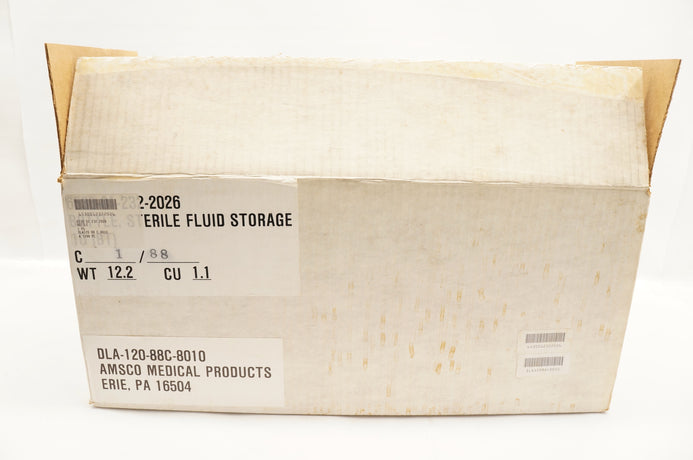 2-2026
TERILE FLUID STORAGE
C 1 / 88
WT 12.2 CU 1.1
DLA-120-88C-8010
AMSCO MEDICAL PRODUCTS
ERIE, PA 16504